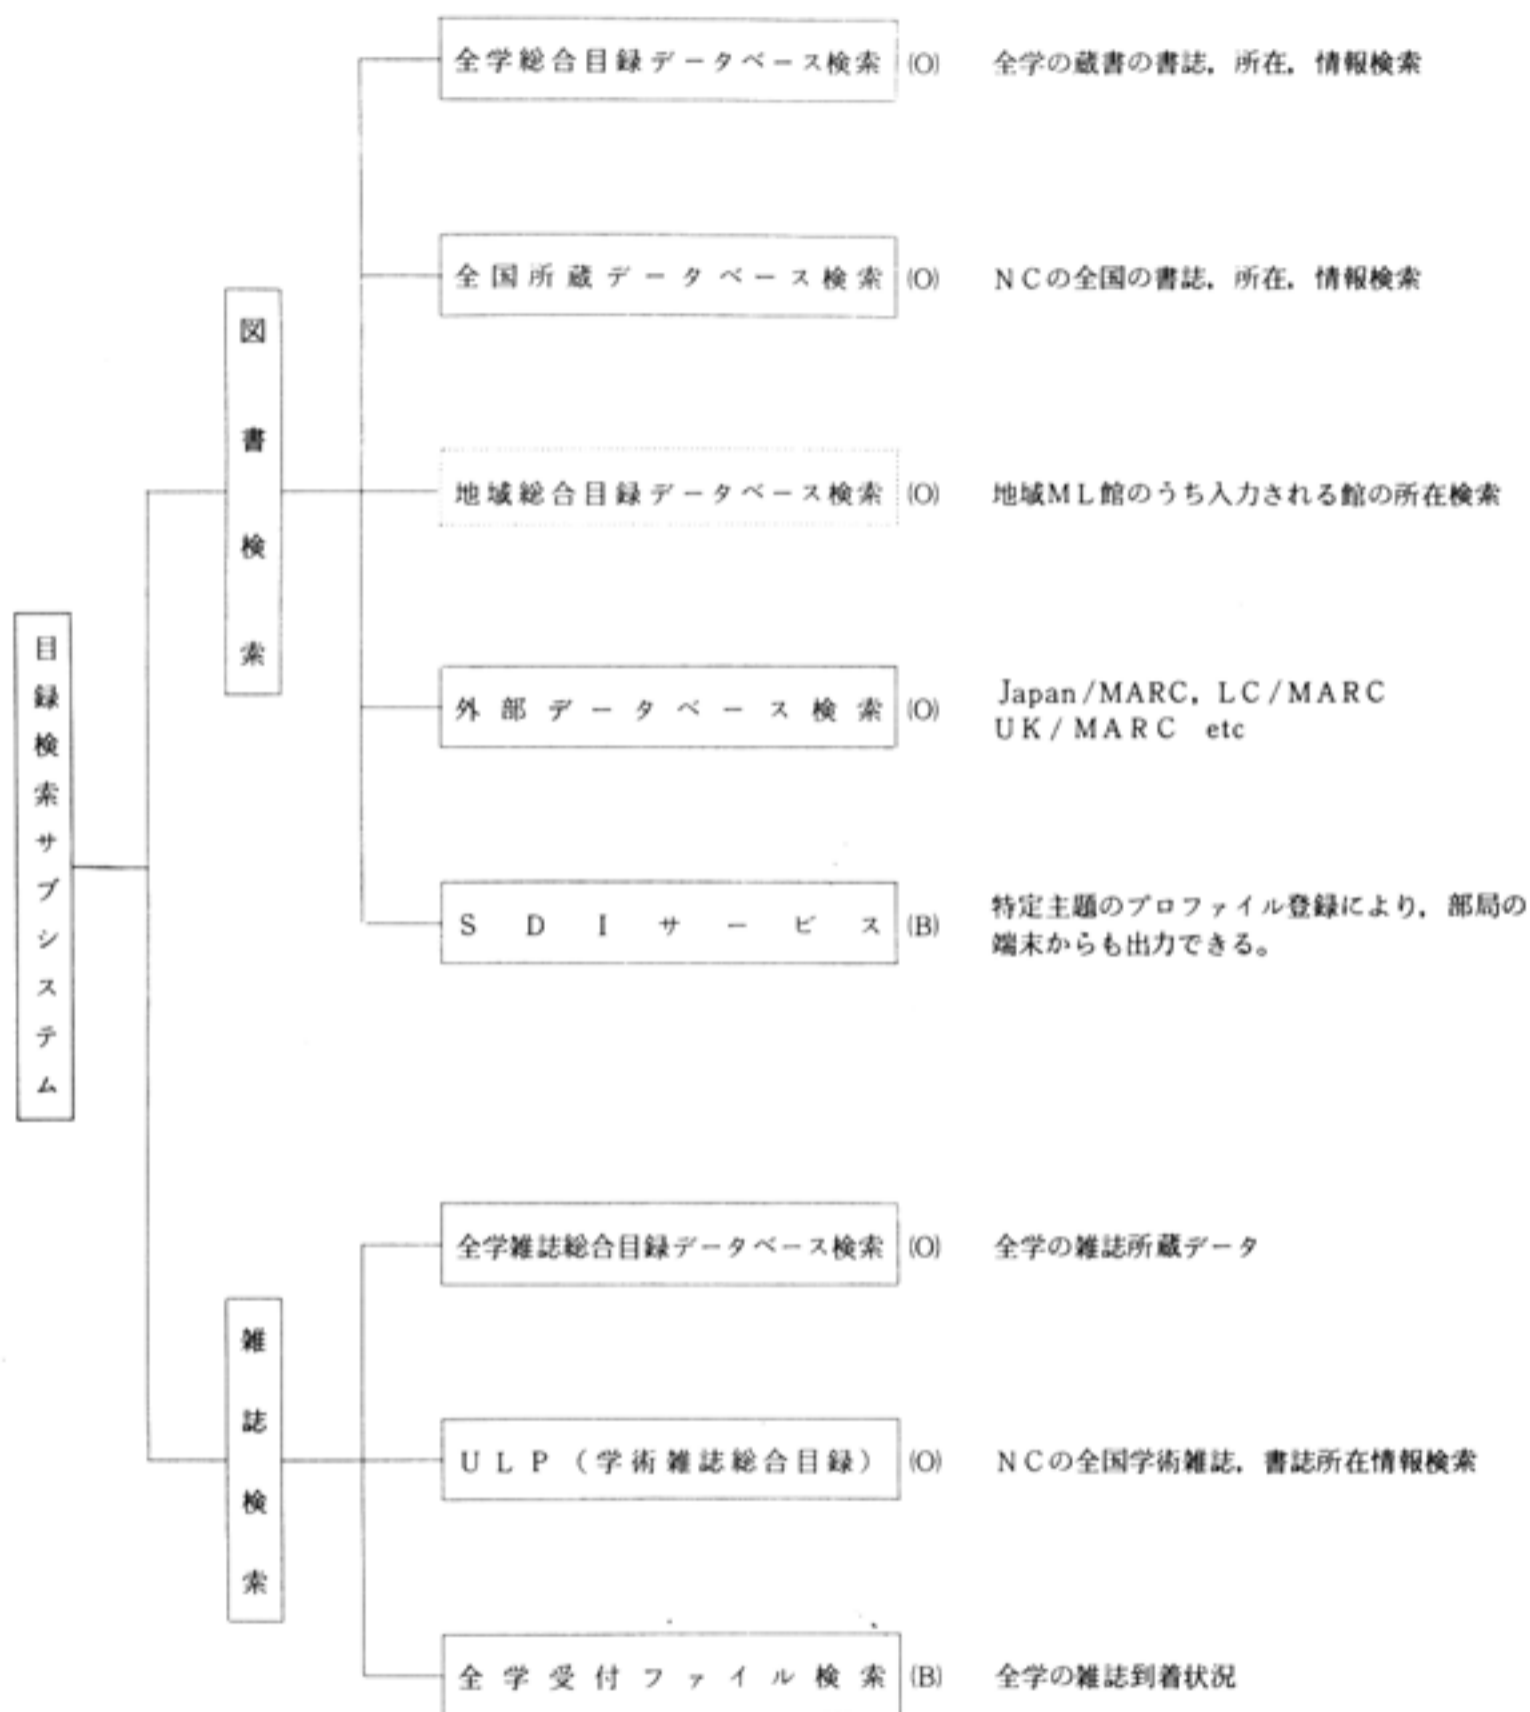 目録検索サブシステム
図書検索
全学総合目録データベース検索 (O) 全学の蔵書の書誌,所在,情報検索
全国所蔵データベース検索 (O) NCの全国の書誌,所在,情報検索
地域総合目録データベース検索 (O) 地域ML館のうち入力される館の所在検索
外部データベース検索 (O) Japan/MARC, LC/MARC
UK/MARC etc
SDIサービス (B) 特定主題のプロファイル登録により,部局の
端末からも出力できる。
雑誌検索
全学雑誌総合目録データベース検索 (O) 全学の雑誌所蔵データ
ULP(学術雑誌総合目録) (O) NCの全国学術雑誌,書誌所在情報検索
全学受付ファイル検索 (B) 全学の雑誌到着状況